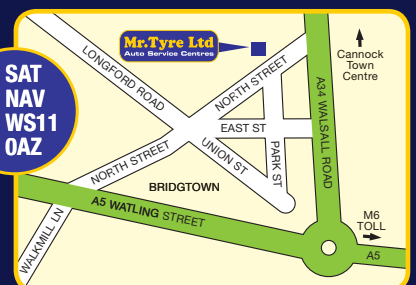 Mr.Tyre Ltd
Auto Service Centres
Cannock
Town
Centre
SAT
NAV
WS11
0AZ
LONGFORD ROAD
NORTH STREET
A34 WALSALL ROAD
EAST ST
UNION ST
PARK ST
NORTH STREET
BRIDGTOWN
A5 WATLING STREET
WALKMILL LN
M6
TOLL
A5